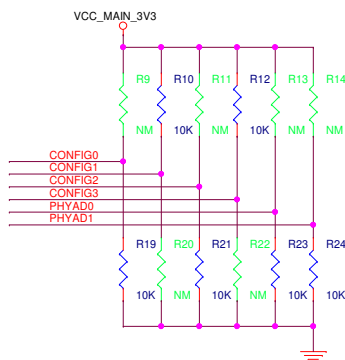 VCC_MAIN_3V3
R9 R10 R11 R12 R13 R14
NM 10K NM 10K NM NM
CONFIG0
CONFIG1
CONFIG2
CONFIG3
PHYAD0
PHYAD1
R19 R20 R21 R22 R23 R24
10K NM 10K NM 10K 10K